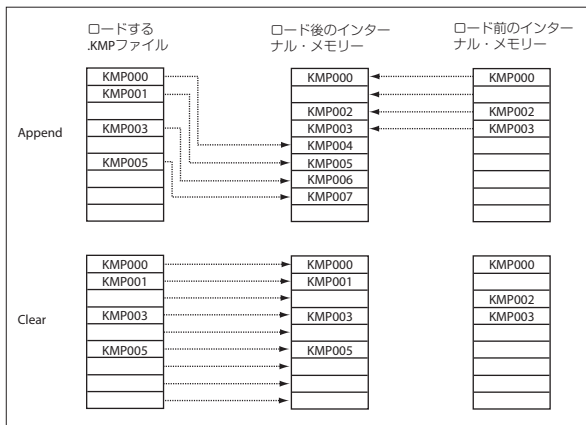 ロードする
.KMPファイル
ロード後のインター
ナル・メモリー
ロード前のインター
ナル・メモリー
Append
KMP000
KMP001
KMP003
KMP005
KMP000
KMP002
KMP003
KMP004
KMP005
KMP006
KMP007
KMP000
KMP002
KMP003
Clear
KMP000
KMP001
KMP003
KMP005
KMP000
KMP001
KMP003
KMP005
KMP000
KMP002
KMP003